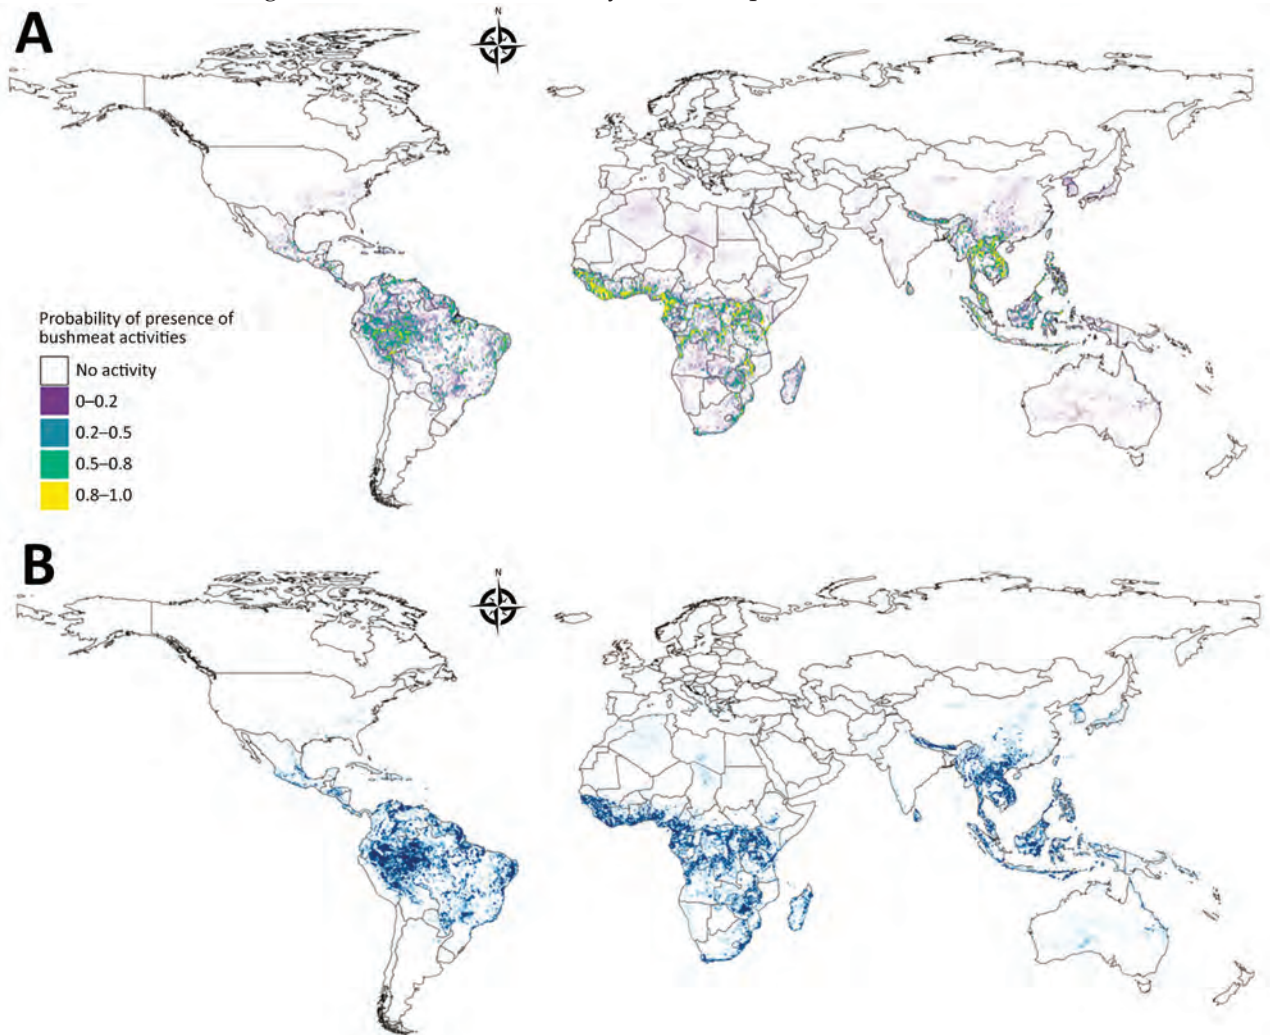 A
N
Probability of presence of
bushmeat activities
No activity
0–0.2
0.2–0.5
0.5–0.8
0.8–1.0
B
N